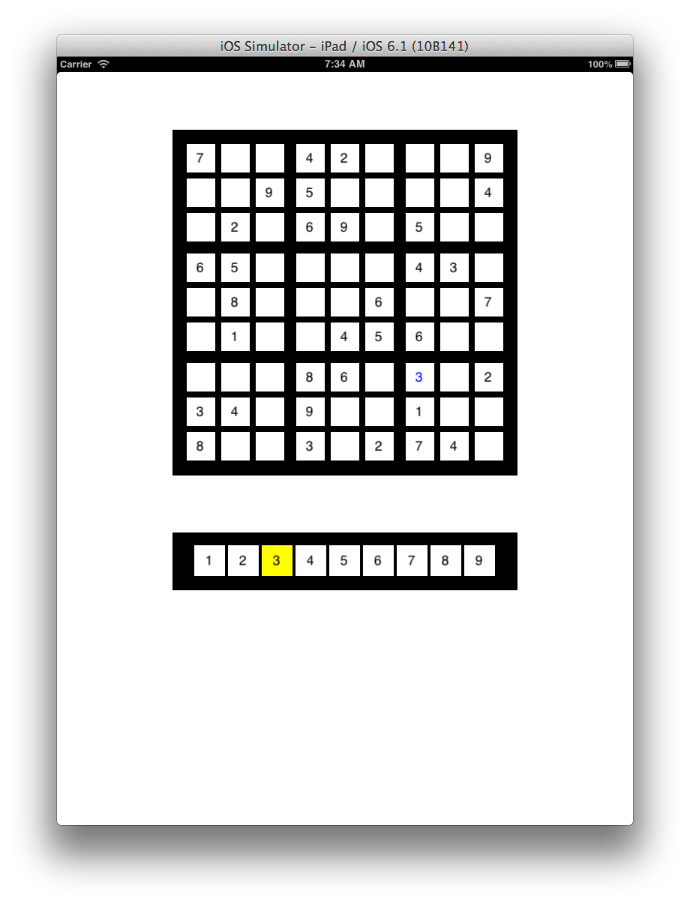 iOS Simulator – iPad / iOS 6.1 (10B141)
Carrier 7:34 AM 100%
7 4 2 9
9 5 4
2 6 9 5
6 5 4 3
8 6 7
1 4 5 6
8 6 3 2
3 4 9 1
8 3 2 7 4
1 2 3 4 5 6 7 8 9